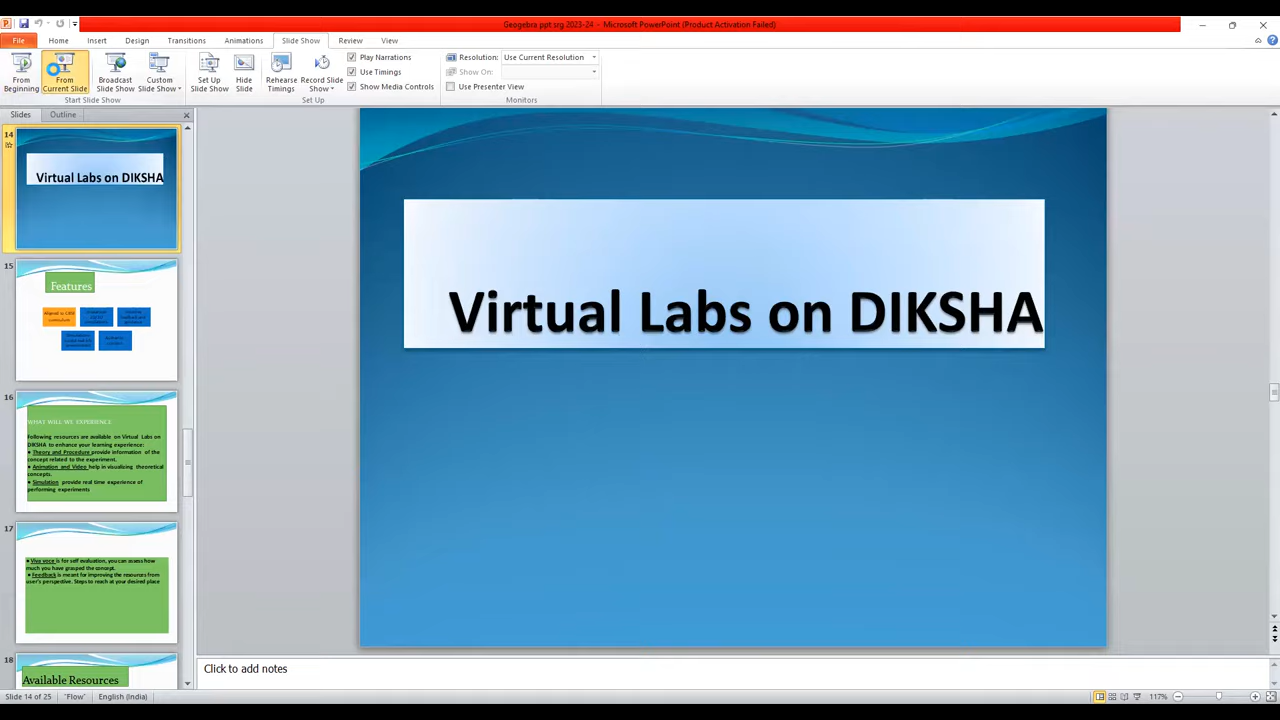 Geogebra ppt srg 2023-24 - Microsoft PowerPoint (Product Activation Failed)
File Home Insert Design Transitions Animations Slide Show Review View
From Beginning
From Current Slide
Broadcast Slide Show
Custom Slide Show
Set Up Slide Show
Hide Slide
Rehearse Timings
Record Slide Show
Play Narrations
Use Timings
Show Media Controls
Resolution: Use Current Resolution
Show On:
Use Presenter View
Start Slide Show
Set Up
Monitors
Slides Outline
14
Virtual Labs on DIKSHA
15
Features
16
WHAT WILL WE EXPERIENCE
Following resources are available on Virtual Labs on
DIKSHA to enhance your learning experience:
● Theory and Procedure provide information of the
concept related to the experiment.
● Animation and Video help in visualizing theoretical
concepts.
● Simulation provide real time experience of
performing experiments
17
● Viva voce is for self evaluation, you can assess how
much you have grasped the concept.
● Feedback is meant for improving the resources from
user's perspective. Steps to reach at your desired place
18
Available Resources
Virtual Labs on DIKSHA
Click to add notes
Slide 14 of 25 "Flow" English (India) 117%